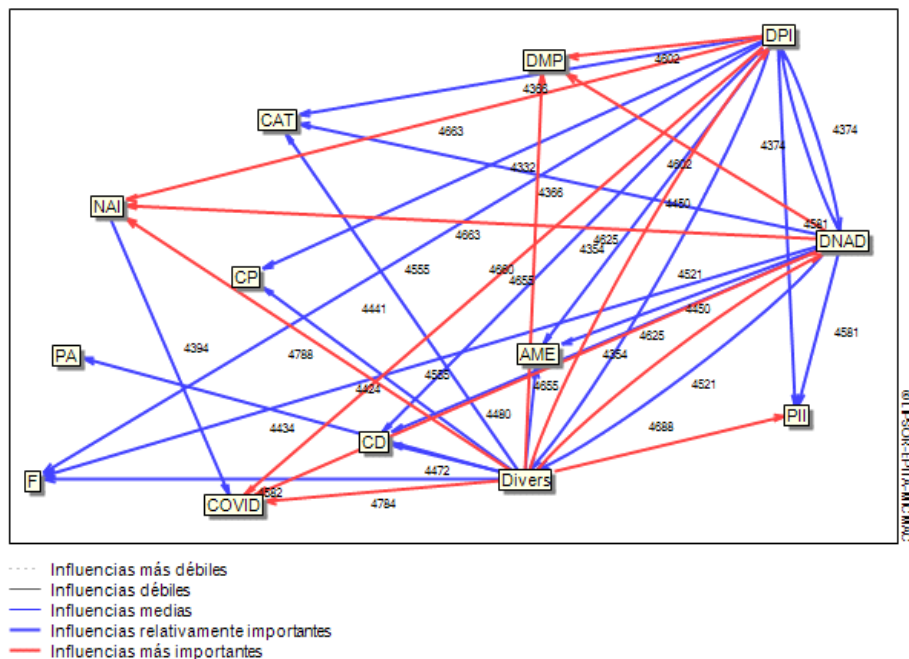 DPI
DMP
4602
4366
CAT
4663
4374
4374
4332
4602
4366
NAI
4450
4663
4625
4354
4581
DNAD
4555
4660
4655
4521
CP
4441
4450
4394
4788
4625
4581
PA
AME
4354
4565
4655
4521
4424
4480
PII
4434
4688
CD
4472
F
Divers
4582
COVID
4784
Influencias más débiles
Influencias débiles
Influencias medias
Influencias relativamente importantes
Influencias más importantes